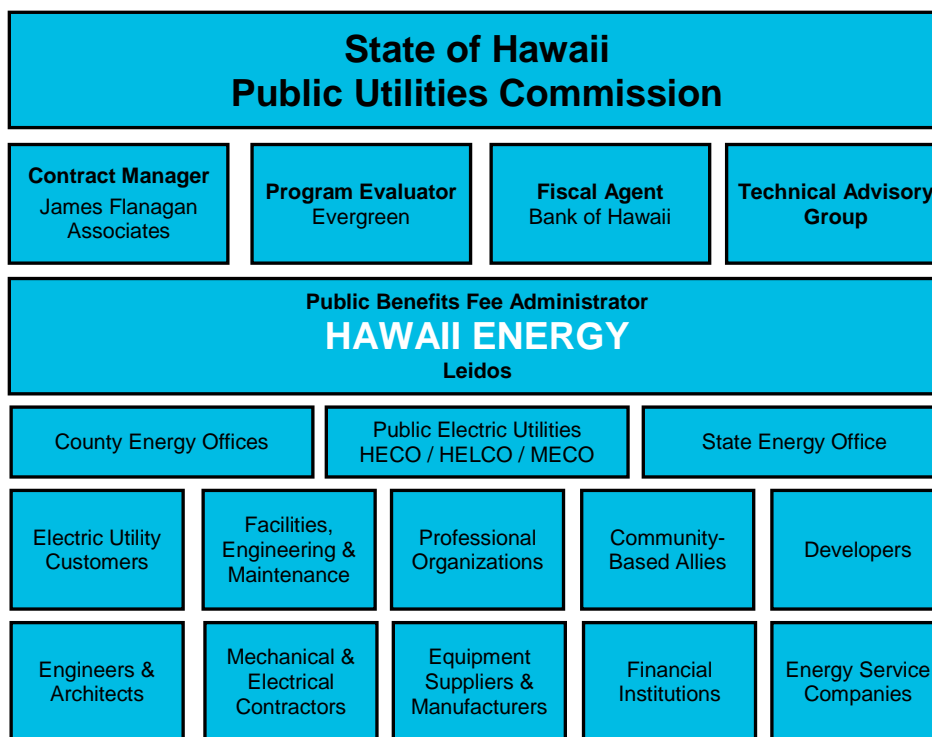 State of Hawaii
Public Utilities Commission
Contract Manager
James Flanagan
Associates
Program Evaluator
Evergreen
Fiscal Agent
Bank of Hawaii
Technical Advisory
Group
Public Benefits Fee Administrator
HAWAII ENERGY
Leidos
County Energy Offices
Public Electric Utilities
HECO / HELCO / MECO
State Energy Office
Electric Utility
Customers
Facilities,
Engineering &
Maintenance
Professional
Organizations
Community-
Based Allies
Developers
Engineers &
Architects
Mechanical &
Electrical
Contractors
Equipment
Suppliers &
Manufacturers
Financial
Institutions
Energy Service
Companies